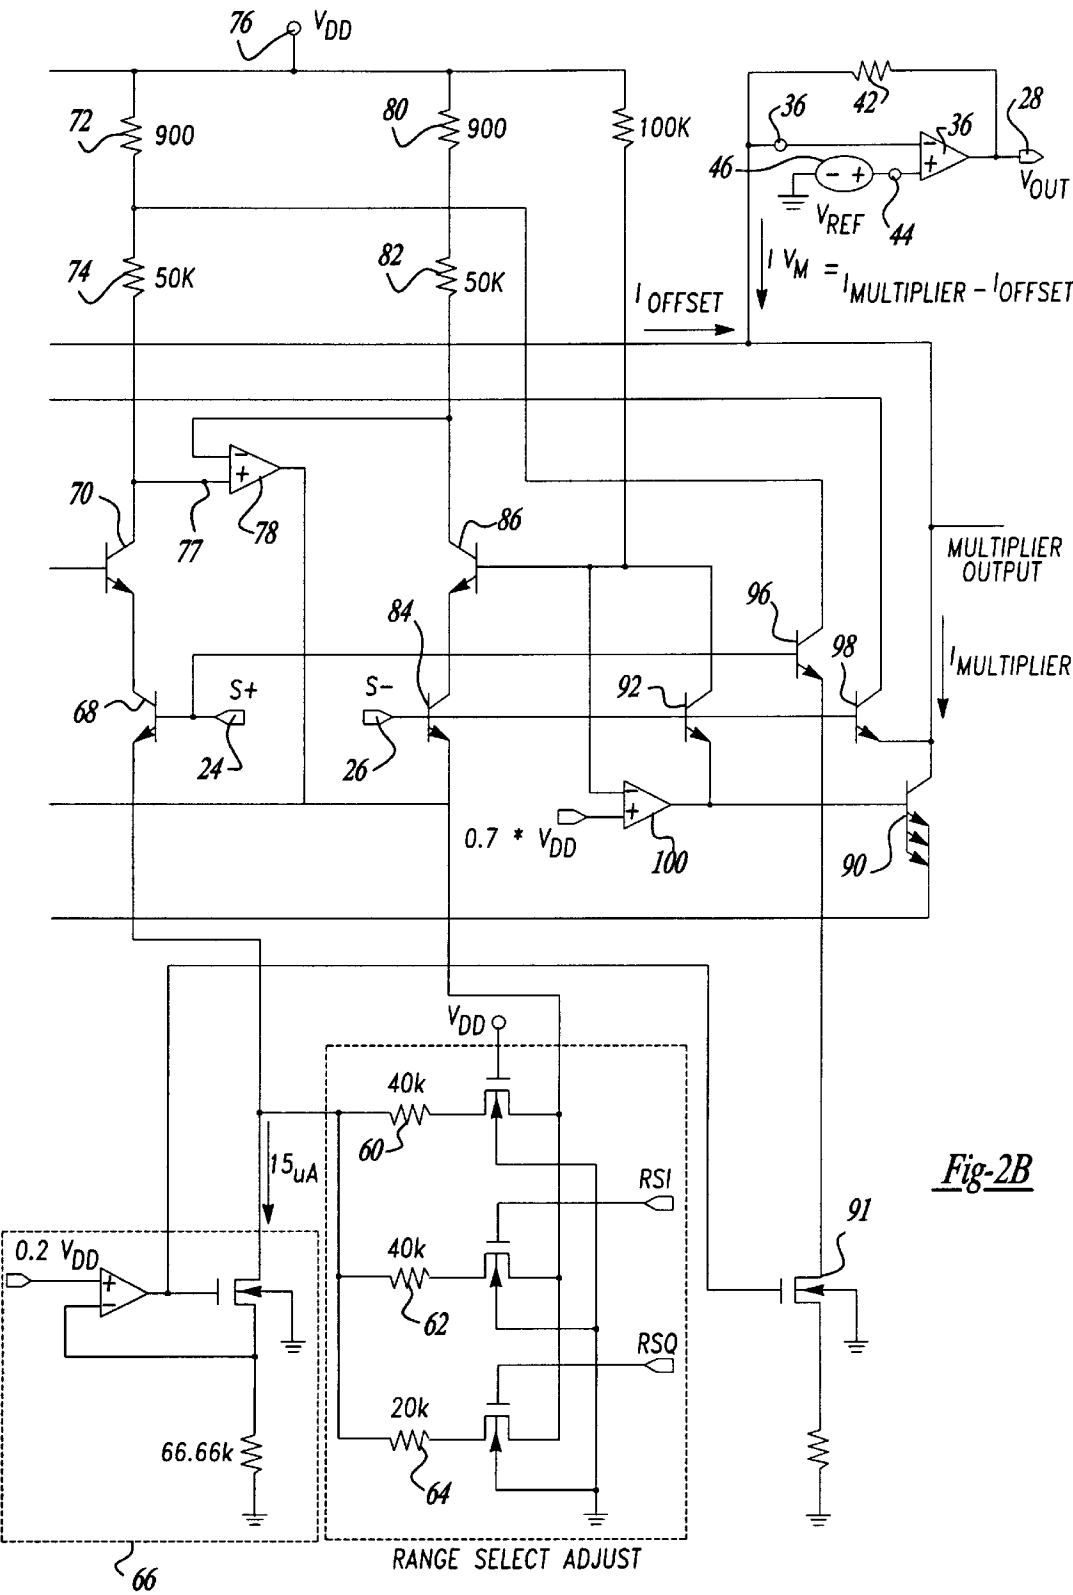 76 VDD
72 900
80 900
100K
42
36
36
28
46
VOUT
VREF
44
74 50K
82 50K
I OFFSET
I VM = IMULTIPLIER - IOFFSET
70
77
78
86
MULTIPLIER
OUTPUT
84
96
98
IMULTIPLIER
68
S+
S-
92
24
26
0.7 * VDD
100
90
VDD
40k
60
15uA
RSI
Fig-2B
0.2 VDD
40k
62
91
RSQ
20k
66.66k
64
RANGE SELECT ADJUST
66